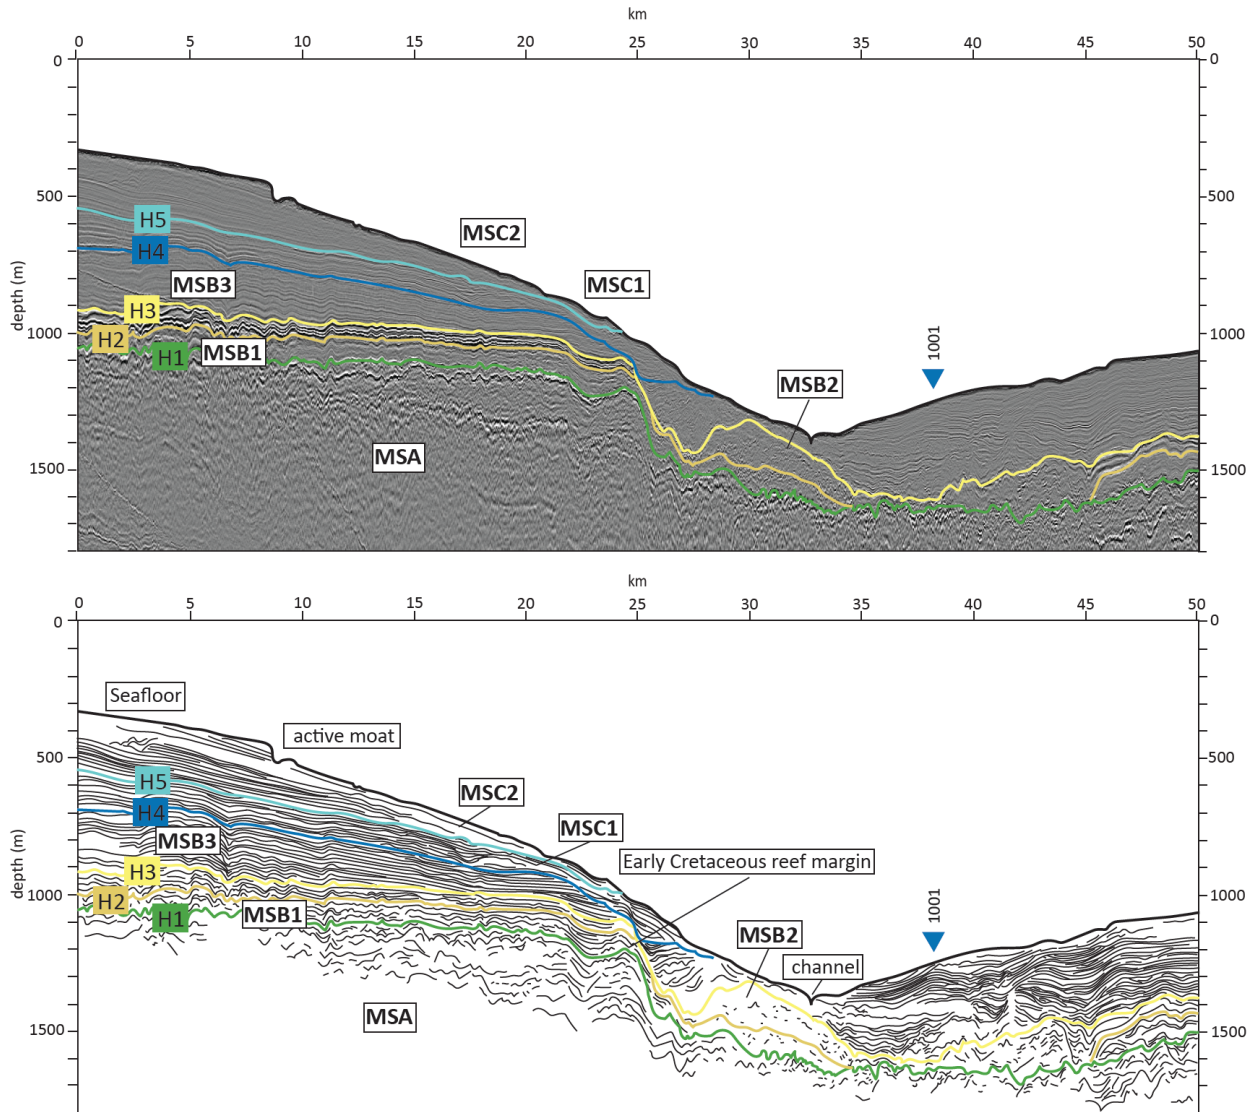 km
0 5 10 15 20 25 30 35 40 45 50
0 0
500 500
H5
MSC2
H4
MSB3
MSC1
depth (m)
H3
1000 1000
H2
MSB1
H1
1001
MSB2
MSA
1500 1500
km
0 5 10 15 20 25 30 35 40 45 50
0 0
Seafloor
active moat
500 500
H5
MSC2
H4
MSC1
MSB3
depth (m)
Early Cretaceous reef margin
H3
1000 1000
H2
MSB1
H1
1001
MSB2
channel
MSA
1500 1500